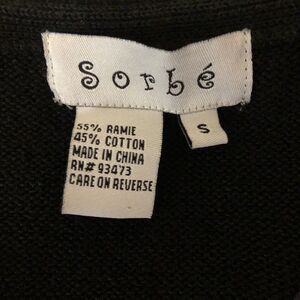 Sorbé
S
55% RAMIE
45% COTTON
MADE IN CHINA
RN# 93473
CARE ON REVERSE